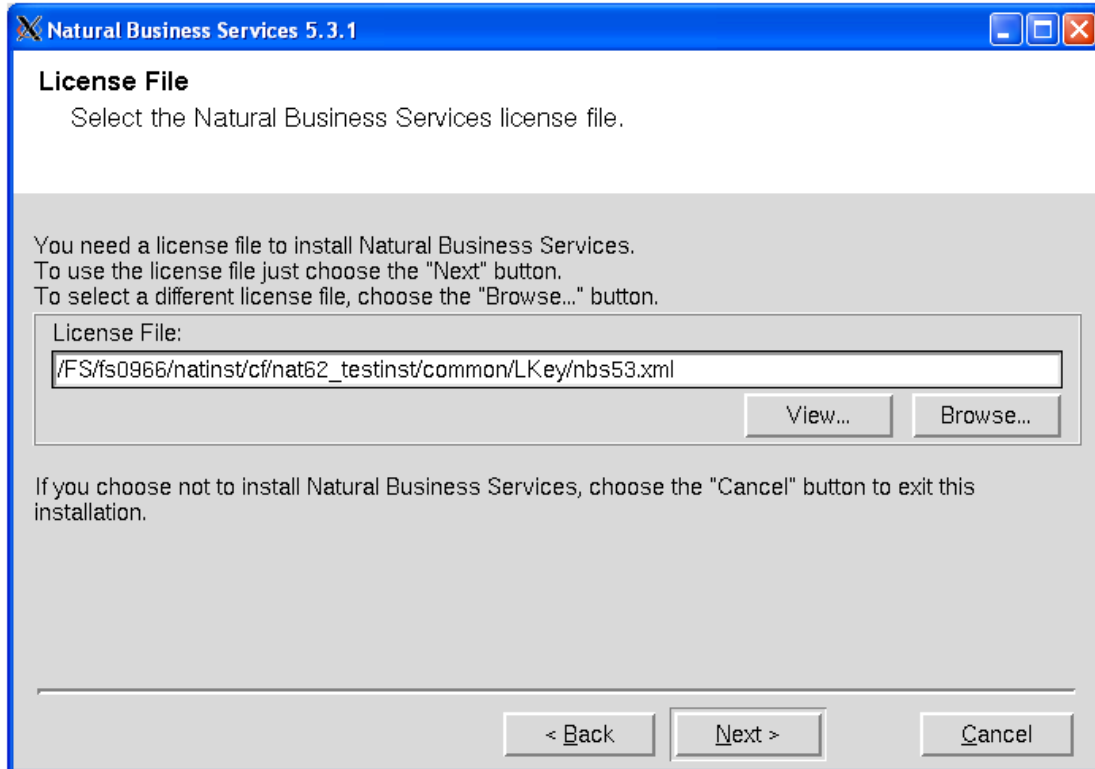 Natural Business Services 5.3.1
License File
Select the Natural Business Services license file.
You need a license file to install Natural Business Services.
To use the license file just choose the "Next" button.
To select a different license file, choose the "Browse..." button.
License File:
/FS/fs0966/natinst/cf/nat62_testinst/common/LKey/nbs53.xml
View...
Browse...
If you choose not to install Natural Business Services, choose the "Cancel" button to exit this
installation.
< Back
Next >
Cancel